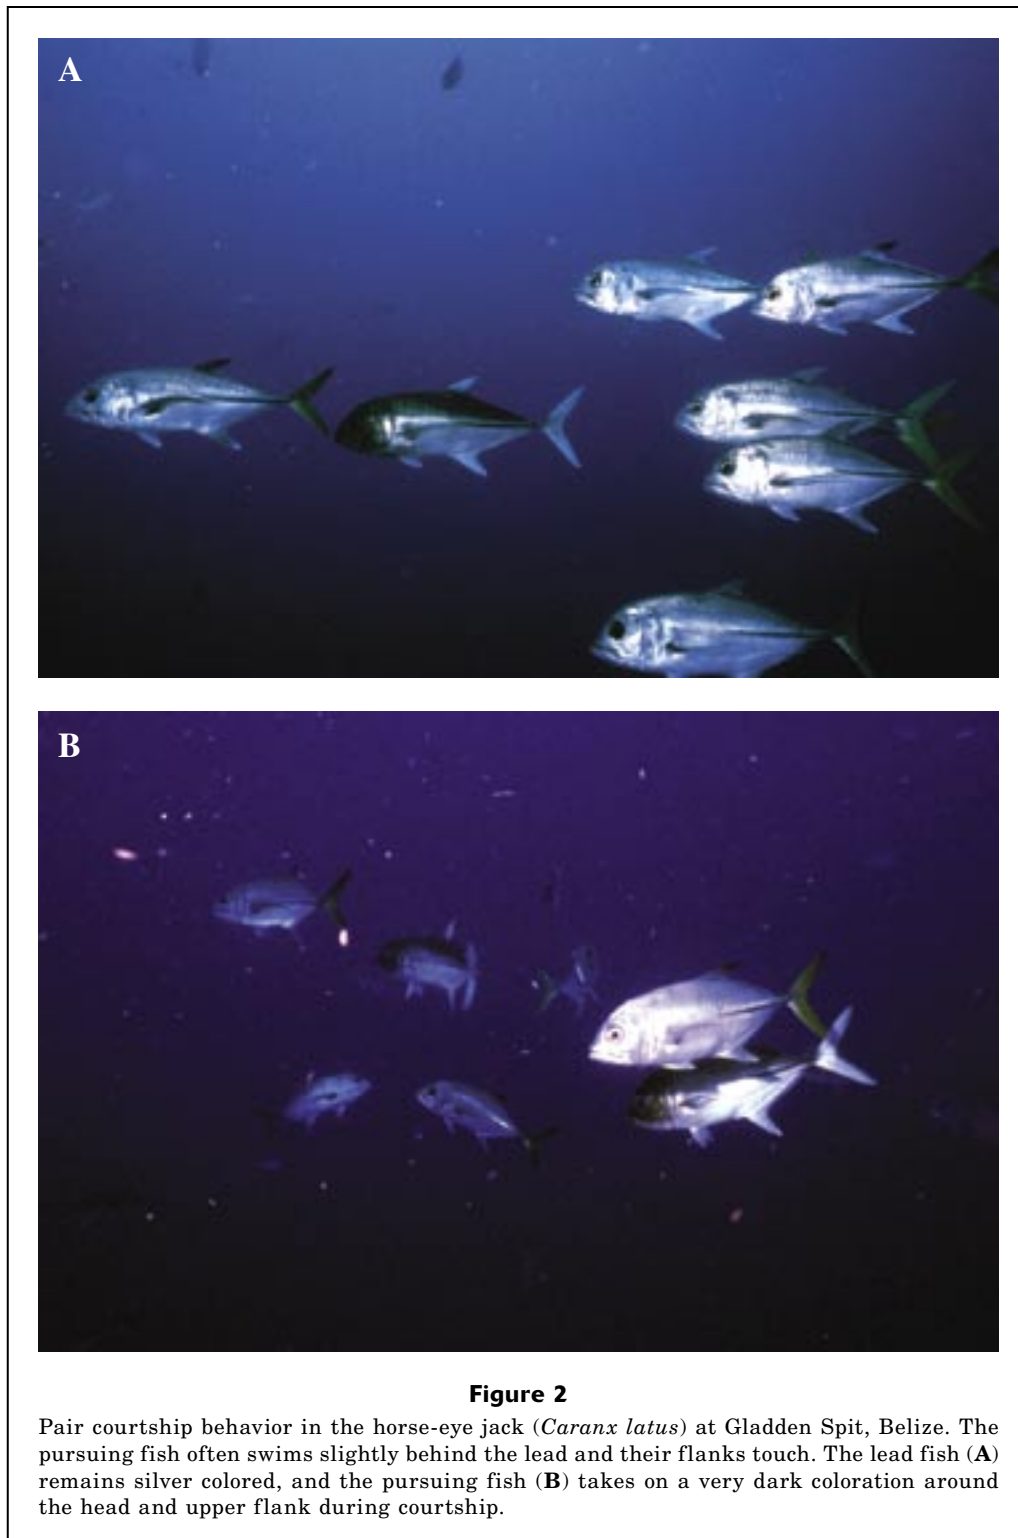 A
B
Figure 2
Pair courtship behavior in the horse-eye jack (Caranx latus) at Gladden Spit, Belize. The
pursuing fish often swims slightly behind the lead and their flanks touch. The lead fish (A)
remains silver colored, and the pursuing fish (B) takes on a very dark coloration around
the head and upper flank during courtship.